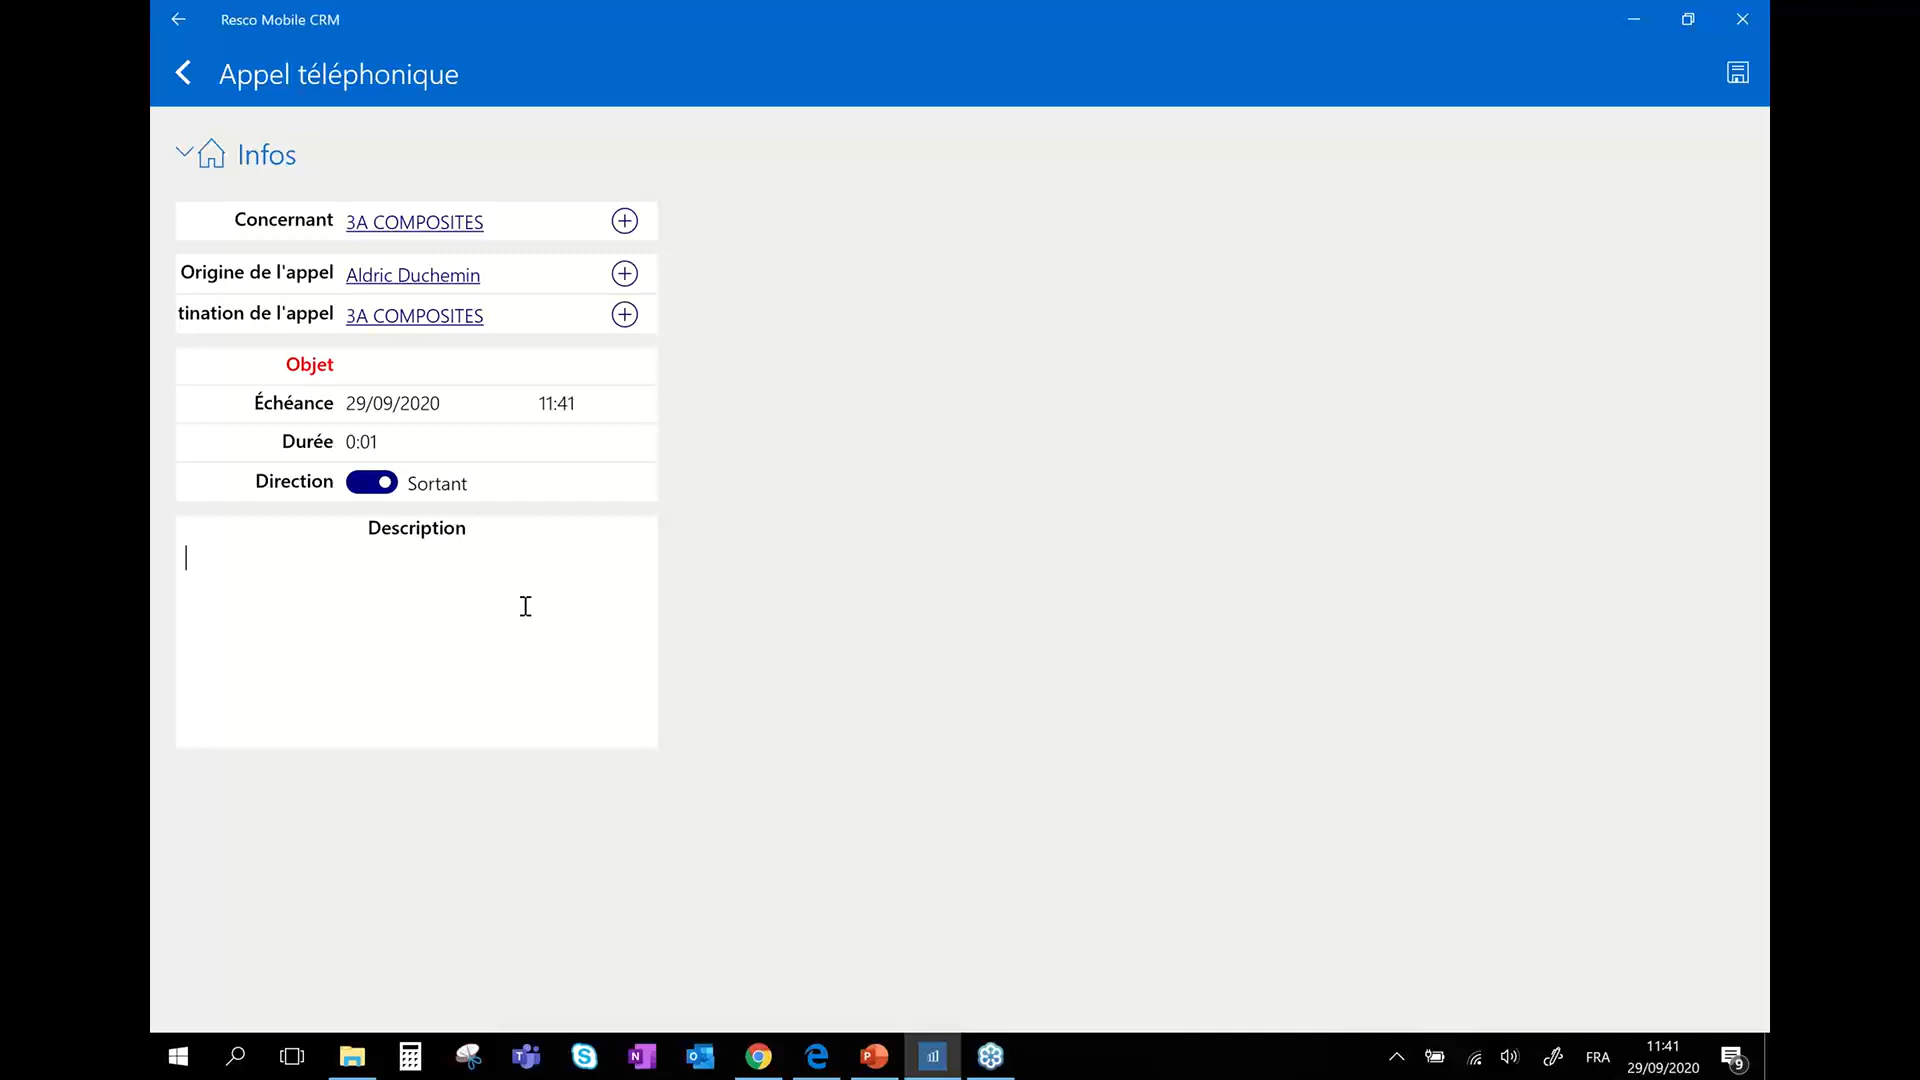 Resco Mobile CRM
Appel téléphonique
Infos
Concernant 3A COMPOSITES
Origine de l'appel Aldric Duchemin
tination de l'appel 3A COMPOSITES
Objet
Échéance 29/09/2020 11:41
Durée 0:01
Direction Sortant
Description
FRA
11:41
29/09/2020
9